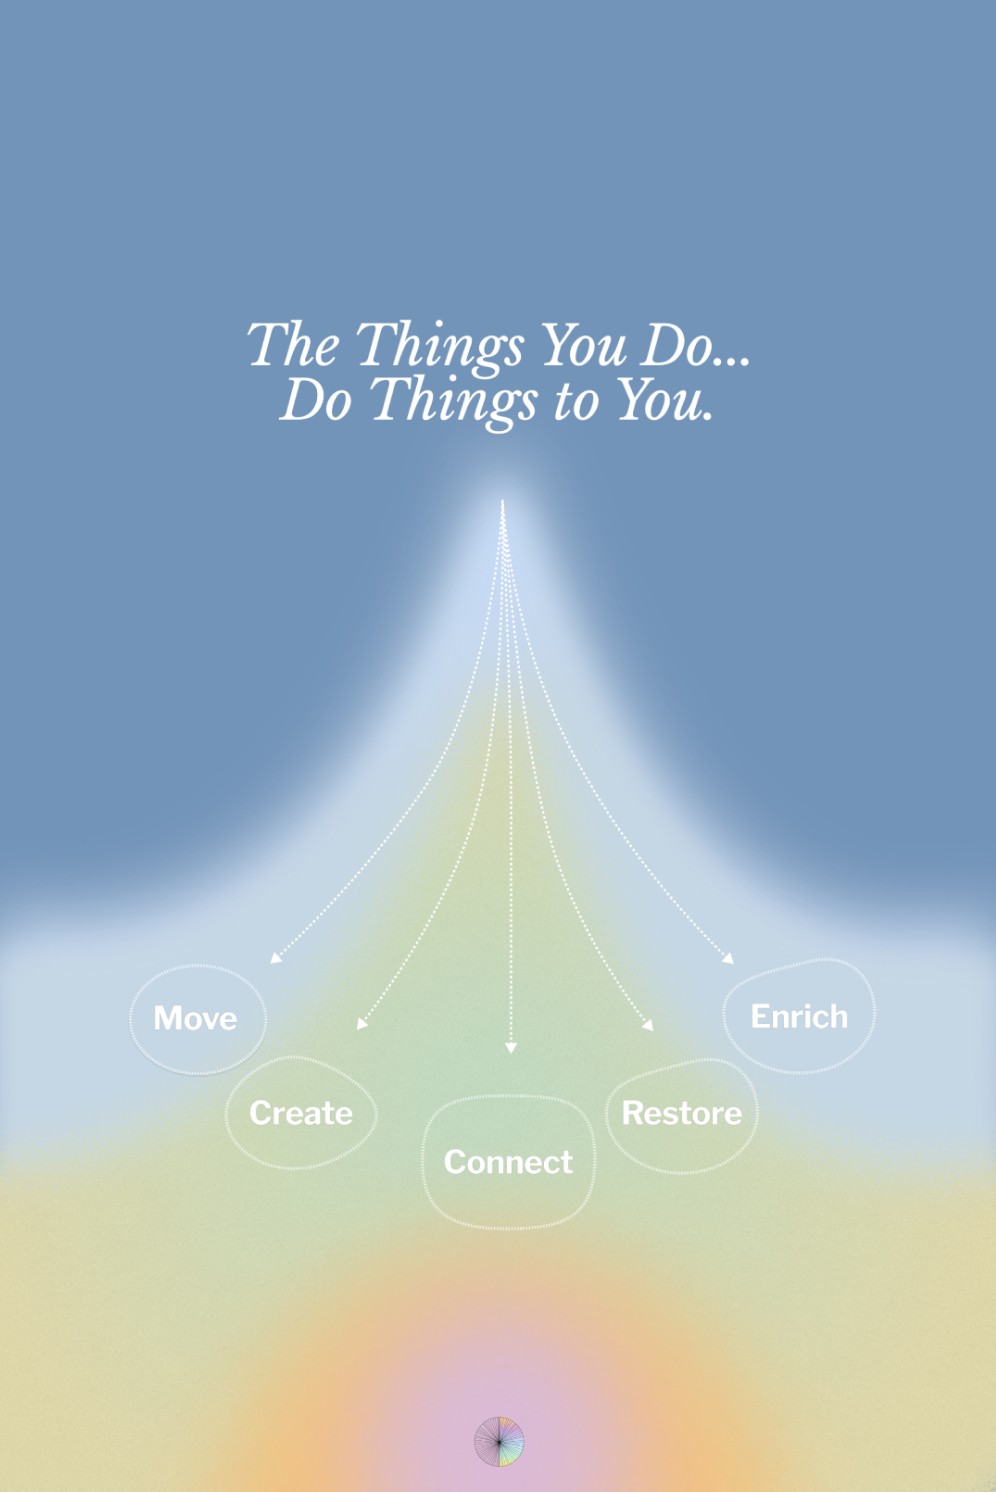 The Things You Do...
Do Things to You.
Move
Create
Connect
Restore
Enrich